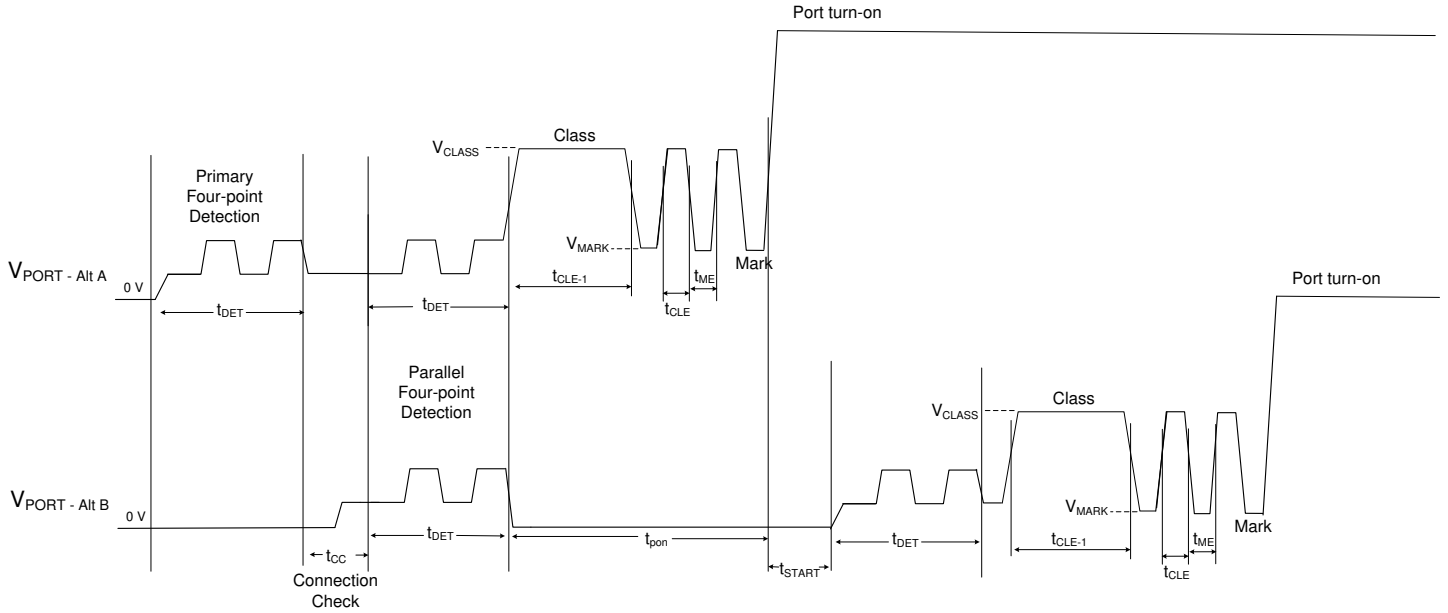 Port turn-on
V_CLASS
Class
Primary
Four-point
Detection
V_MARK
Mark
V_PORT - Alt A
0 V
t_DET
t_DET
t_CLE-1
t_CLE
t_ME
Port turn-on
Parallel
Four-point
Detection
V_CLASS
Class
V_MARK
Mark
V_PORT - Alt B
0 V
t_CC
Connection
Check
t_DET
t_pon
t_START
t_DET
t_CLE-1
t_CLE
t_ME